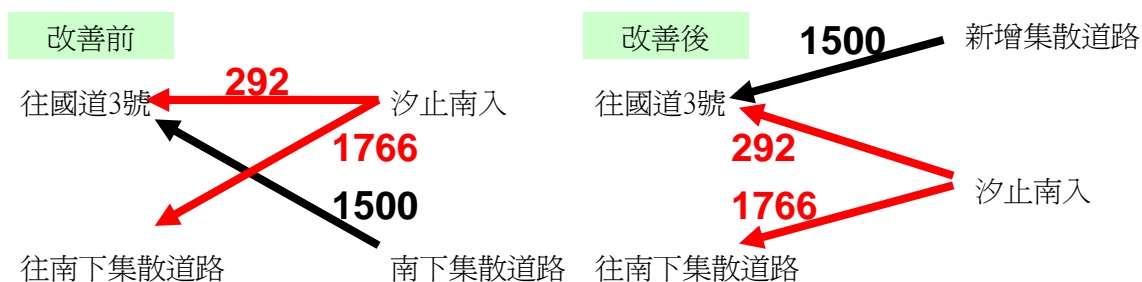 改善前
292
往國道3號
汐止南入
1766
1500
往南下集散道路
南下集散道路
改善後
1500
新增集散道路
往國道3號
292
汐止南入
1766
往南下集散道路